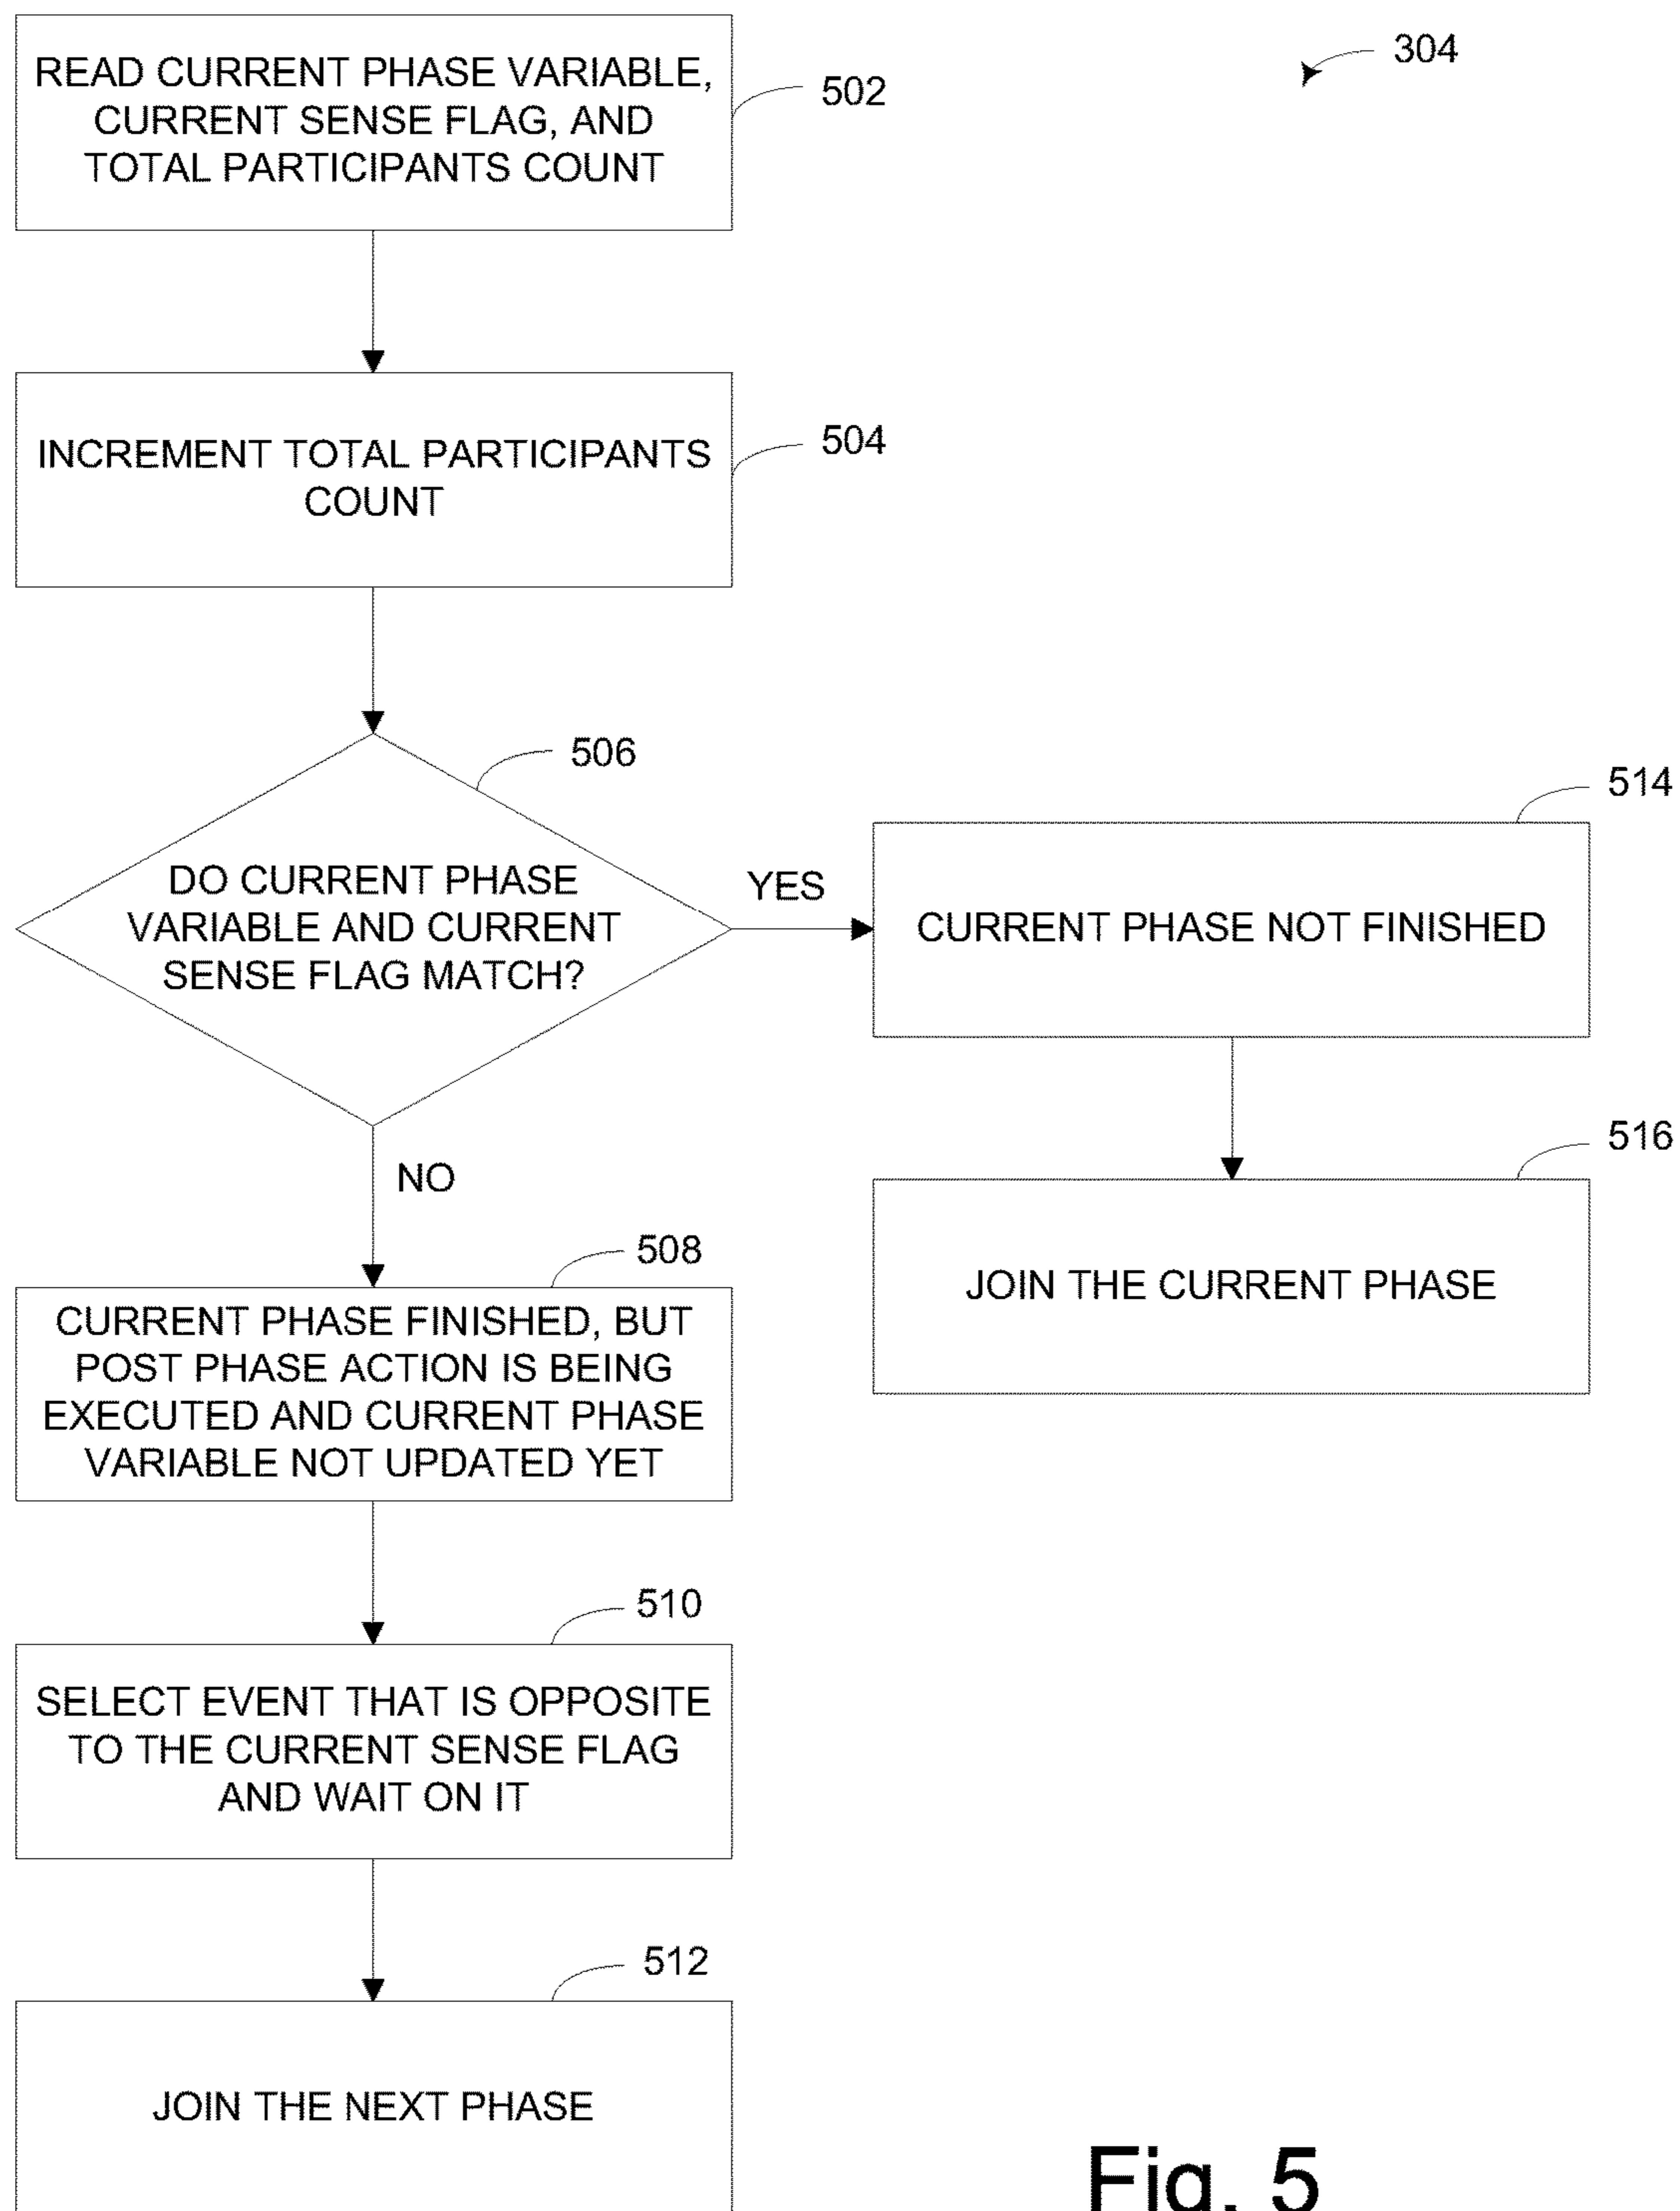 READ CURRENT PHASE VARIABLE,
CURRENT SENSE FLAG, AND
TOTAL PARTICIPANTS COUNT
502
304
INCREMENT TOTAL PARTICIPANTS
COUNT
504
506
DO CURRENT PHASE
VARIABLE AND CURRENT
SENSE FLAG MATCH?
YES
514
CURRENT PHASE NOT FINISHED
516
JOIN THE CURRENT PHASE
NO
508
CURRENT PHASE FINISHED, BUT
POST PHASE ACTION IS BEING
EXECUTED AND CURRENT PHASE
VARIABLE NOT UPDATED YET
510
SELECT EVENT THAT IS OPPOSITE
TO THE CURRENT SENSE FLAG
AND WAIT ON IT
512
JOIN THE NEXT PHASE
Fig. 5